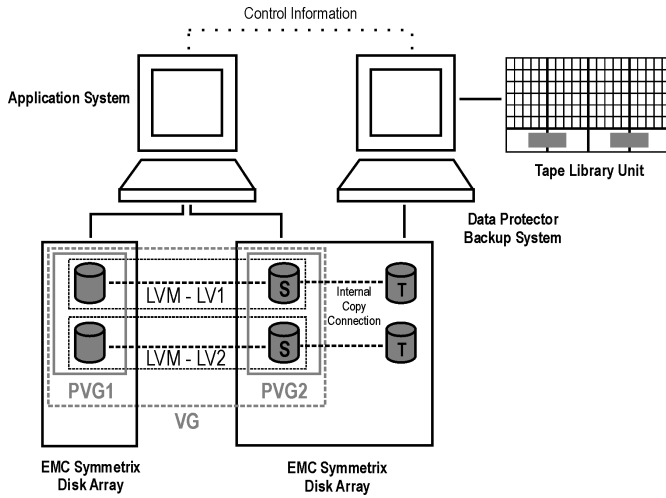 Control Information
Application System
Tape Library Unit
Data Protector
Backup System
S
T
LVM - LV1
Internal
Copy
Connection
S
T
LVM - LV2
PVG1
PVG2
VG
EMC Symmetrix
Disk Array
EMC Symmetrix
Disk Array